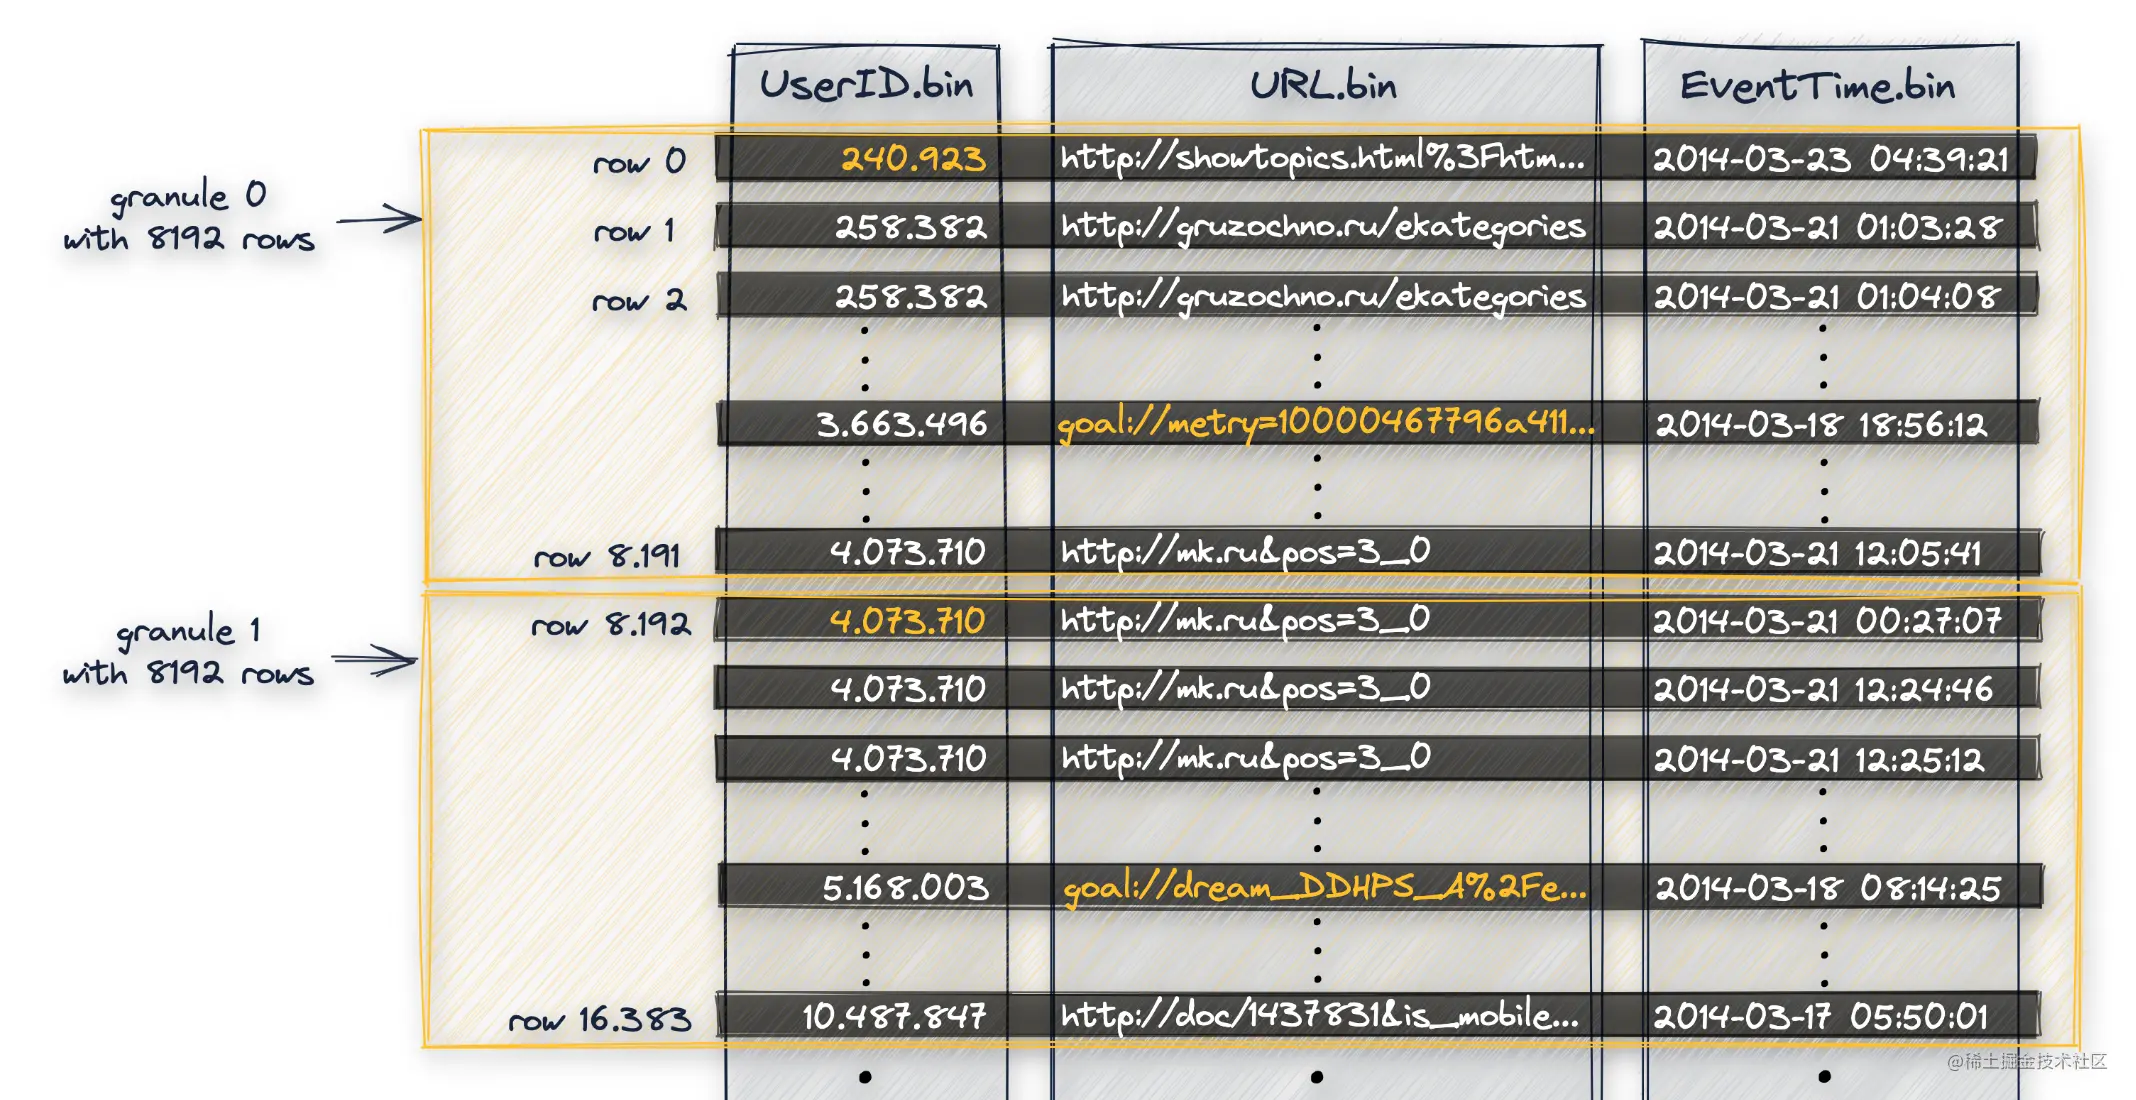 UserID.bin URL.bin EventTime.bin
granule 0
with 8192 rows
row 0 240.923 http://showtopics.html%3Fhtm... 2014-03-23 04:39:21
row 1 258.382 http://gruzochno.ru/ekategories 2014-03-21 01:03:28
row 2 258.382 http://gruzochno.ru/ekategories 2014-03-21 01:04:08
3.663.496 goal://metry=10000467796a411... 2014-03-18 18:56:12
row 8.191 4.073.710 http://mk.ru&pos=3_0 2014-03-21 12:05:41
granule 1
with 8192 rows
row 8.192 4.073.710 http://mk.ru&pos=3_0 2014-03-21 00:27:07
4.073.710 http://mk.ru&pos=3_0 2014-03-21 12:24:46
4.073.710 http://mk.ru&pos=3_0 2014-03-21 12:25:12
5.168.003 goal://dream_DDHPS_A%2Fe... 2014-03-18 08:14:25
row 16.383 10.487.847 http://doc/1437831&is_mobile... 2014-03-17 05:50:01
@稀土掘金技术社区